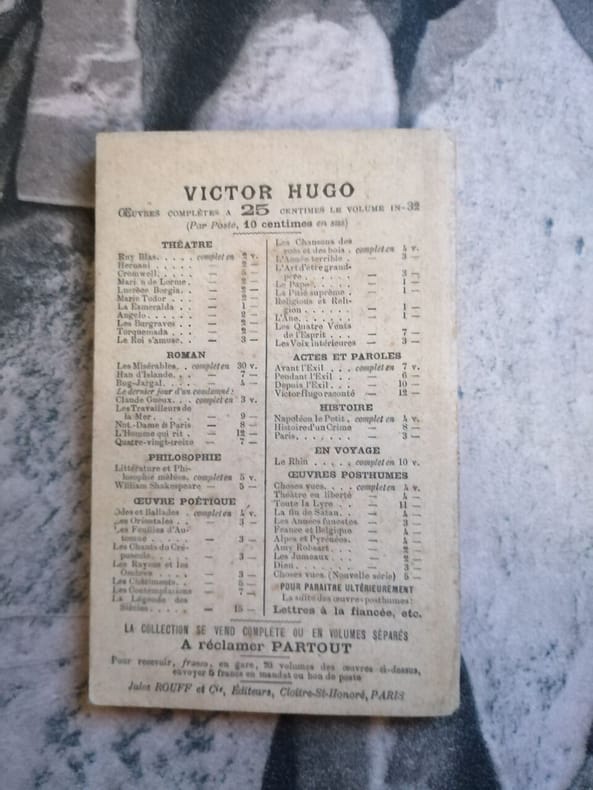 VICTOR HUGO
ŒUVRES COMPLÈTES A 25 CENTIMES LE VOLUME IN-32
(Par Poste, 10 centimes en sus)
THÉATRE
Ruy Blas. . . . . complet en 2 v.
Hernani . . . . . — 2 —
Cromwell. . . . . — 5 —
Marion de Lorme. — 2 —
Lucrèce Borgia. . — 2 —
Marie Tudor . . . — 2 —
La Esmeralda . . — 1 —
Angelo. . . . . . — 2 —
Les Burgraves . . — 2 —
Torquemada. . . . — 2 —
Le Roi s'amuse. . — 3 —
ROMAN
Les Misérables. . complet en 30 v.
Han d'Islande. . . — 7 —
Bug-Jargal. . . . — 4 —
Le dernier jour d'un condamné:
Claude Gueux. . . complet en 3 v.
Les Travailleurs de
la Mer. . . . . — 9 —
Not.-Dame de Paris — 8 —
L'Homme qui rit . — 12 —
Quatre-vingt-treize — 7 —
PHILOSOPHIE
Littérature et Phi-
losophie mêlées. complet en 5 v.
William Shakespeare — 5 —
ŒUVRE POÉTIQUE
Odes et Ballades . complet en 4 v.
Les Orientales . . — 3 —
Les Feuilles d'Au-
tomne . . . . — 3 —
Les Chants du Cré-
puscule. . . . — 3 —
Les Rayons et les
Ombres . . . . — 3 —
Les Châtiments. . — 5 —
Les Contemplations — 7 —
La Légende des
Siècles. . . . . — 15 —
Les Chansons des
rues et des bois . complet en 4 v.
L'Année terrible . — 3 —
L'Art d'être grand-
père . . . . . — 3 —
Le Pape. . . . . — 1 —
La Pitié suprême . — 1 —
Religions et Reli-
gion . . . . . . — 1 —
L'Ane. . . . . . — 1 —
Les Quatre Vents
de l'Esprit . . . — 7 —
Les Voix intérieures — 3 —
ACTES ET PAROLES
Avant l'Exil . . . complet en 7 v.
Pendant l'Exil . . — 6 —
Depuis l'Exil . . . — 10 —
Victor Hugo raconté — 12 —
HISTOIRE
Napoléon le Petit . complet en 4 v.
Histoire d'un Crime — 8 —
Paris. . . . . . . — 3 —
EN VOYAGE
Le Rhin . . . . . complet en 10 v.
ŒUVRES POSTHUMES
Choses vues. . . . complet en 4 v.
Théâtre en liberté — 4 —
Toute la Lyre . . — 11 —
La fin de Satan. . — 4 —
Les Années funestes — 3 —
France et Belgique — 4 —
Alpes et Pyrénées. — 4 —
Amy Robsart. . . — 2 —
Les Jumeaux. . . — 2 —
Dieu. . . . . . . — 3 —
Choses vues. (Nouvelle série) 5 —
POUR PARAITRE ULTÉRIEUREMENT
La suite des œuvres posthumes:
Lettres à la fiancée, etc.
LA COLLECTION SE VEND COMPLÈTE OU EN VOLUMES SÉPARÉS
A réclamer PARTOUT
Pour recevoir, franco, en gare, 20 volumes des œuvres ci-dessus,
envoyer 5 francs en mandat ou bon de poste
Jules ROUFF et Cie, Éditeurs, Cloître-St-Honoré, PARIS